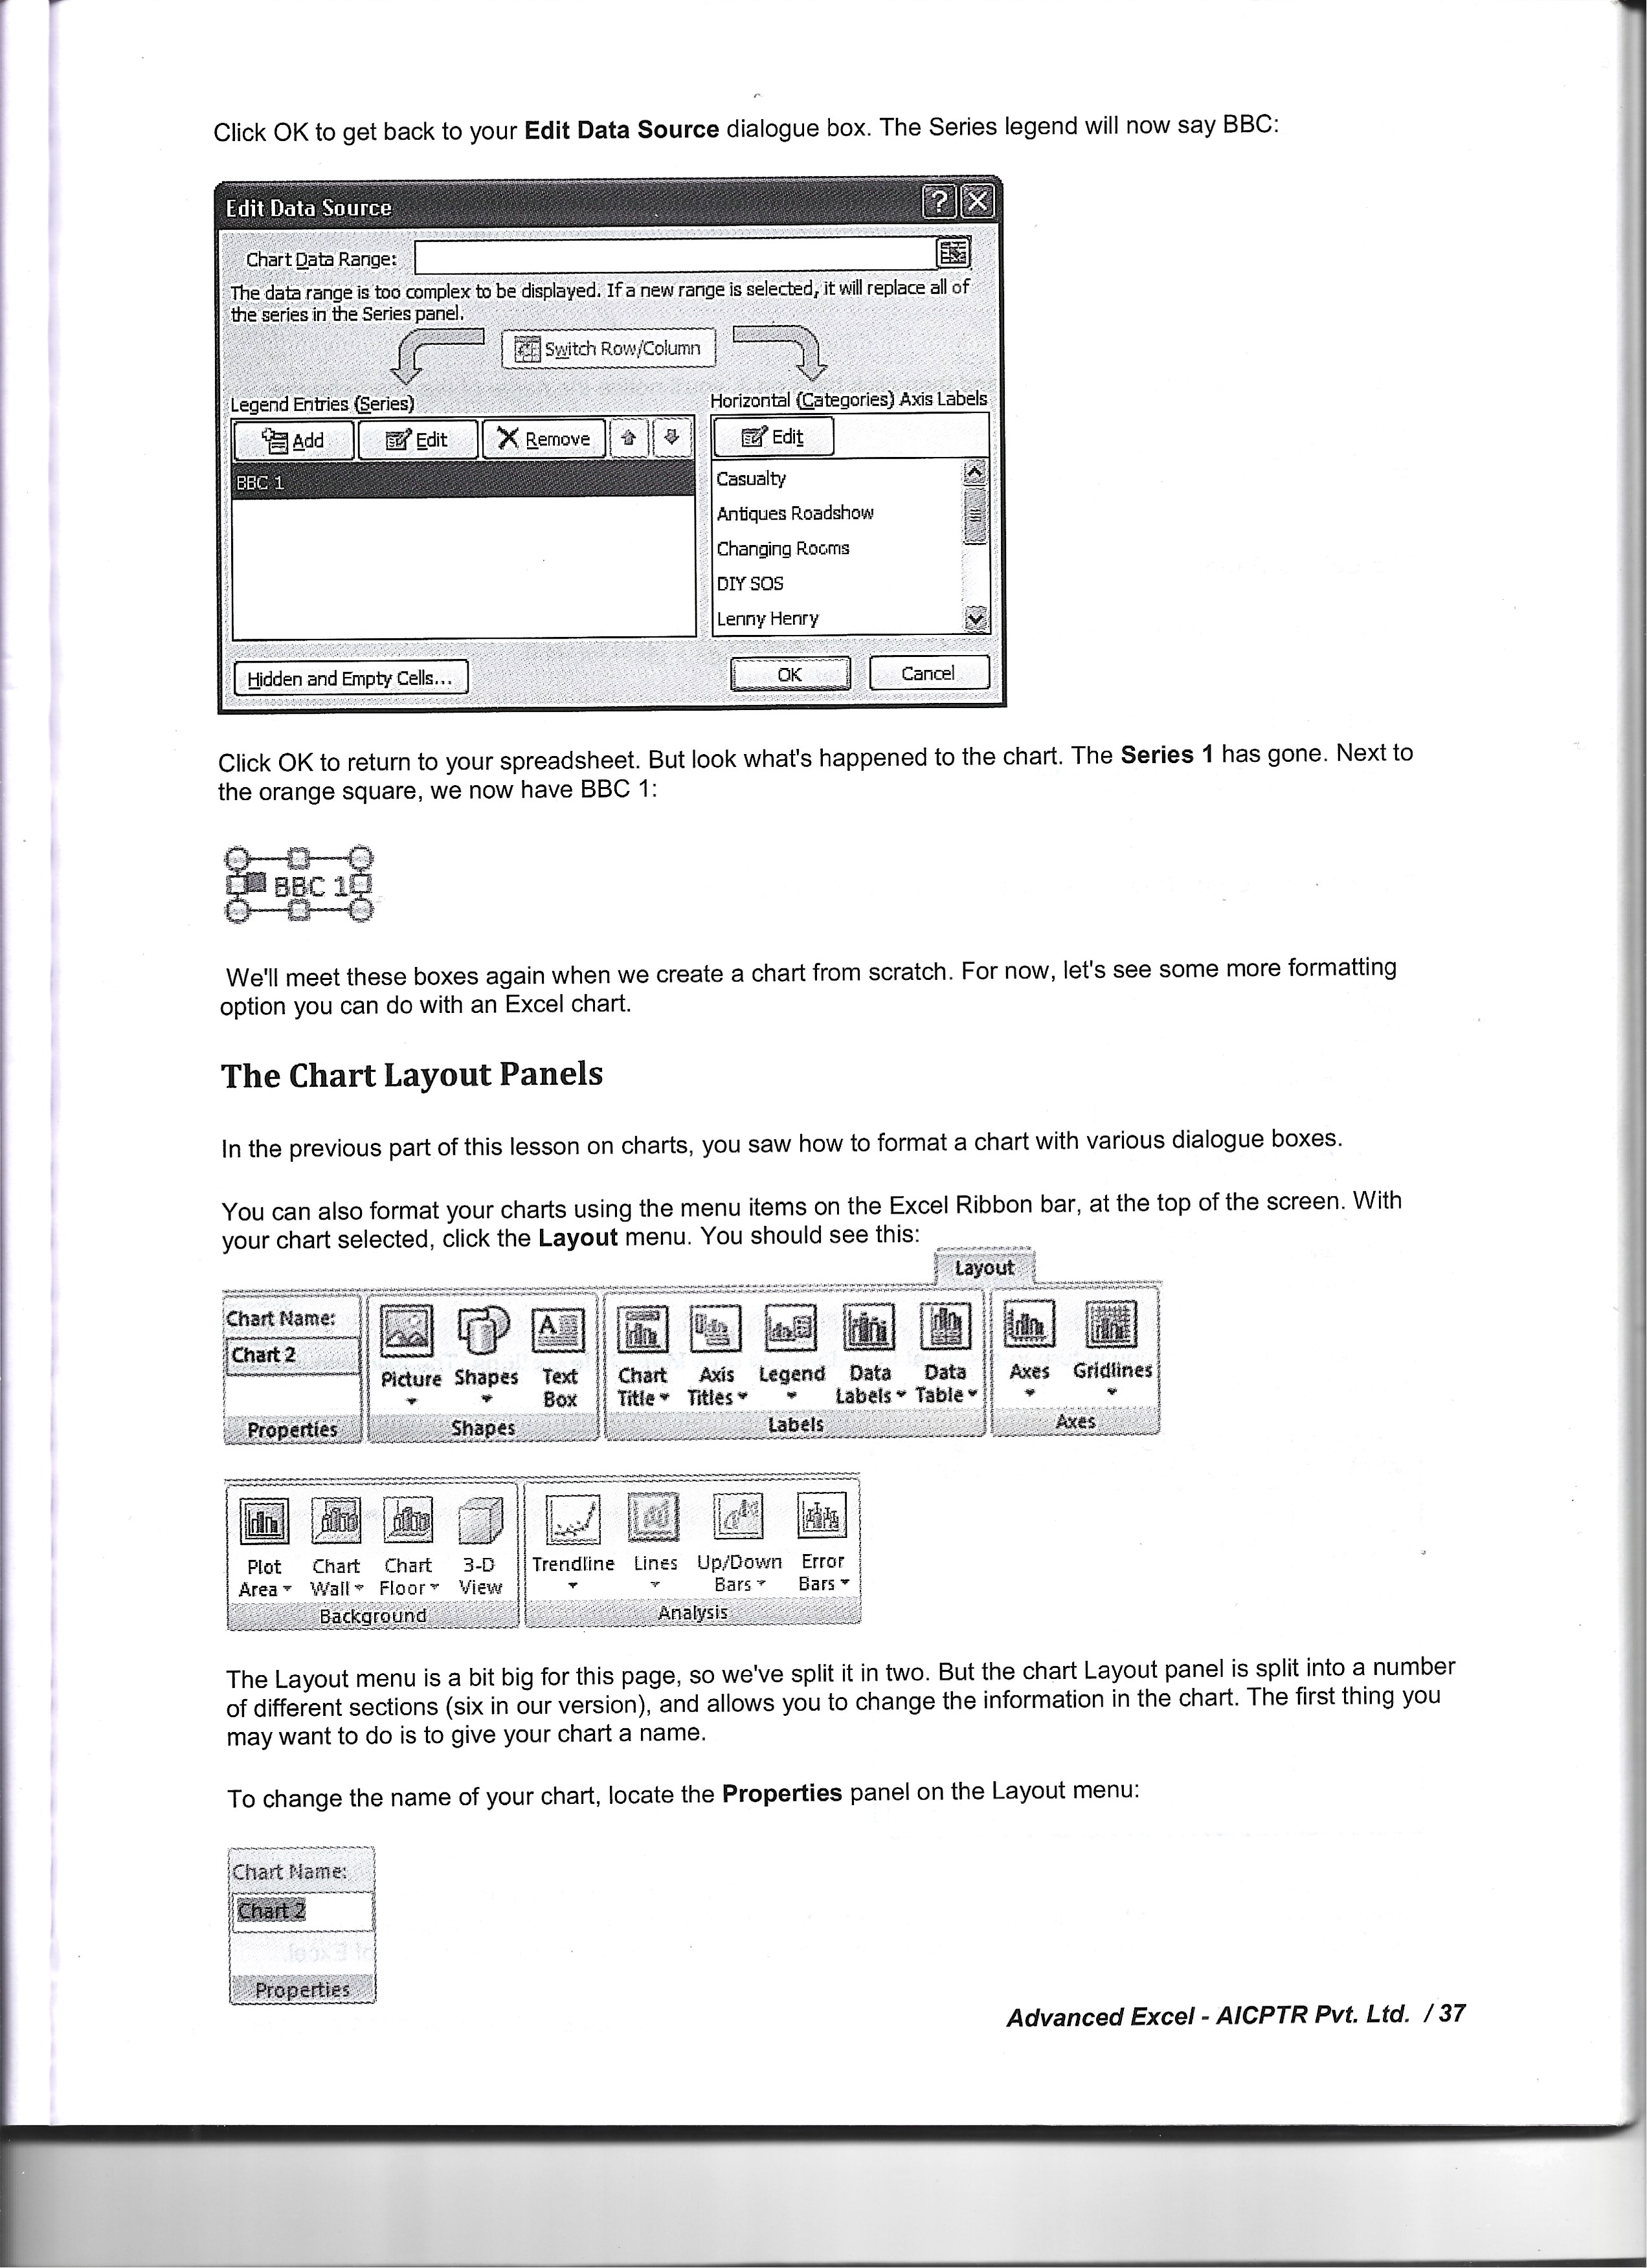 Click OK to get back to your Edit Data Source dialogue box. The Series legend will now say BBC:
Edit Data Source
Chart Data Range:
The data range is too complex to be displayed. If a new range is selected, it will replace all of
the series in the Series panel.
Switch Row/Column
Legend Entries (Series)
Horizontal (Categories) Axis Labels
Add Edit Remove
Edit
BBC 1
Casualty
Antiques Roadshow
Changing Rooms
DIY SOS
Lenny Henry
Hidden and Empty Cells...
OK Cancel
Click OK to return to your spreadsheet. But look what's happened to the chart. The Series 1 has gone. Next to
the orange square, we now have BBC 1:
BBC 1
We'll meet these boxes again when we create a chart from scratch. For now, let's see some more formatting
option you can do with an Excel chart.
The Chart Layout Panels
In the previous part of this lesson on charts, you saw how to format a chart with various dialogue boxes.
You can also format your charts using the menu items on the Excel Ribbon bar, at the top of the screen. With
your chart selected, click the Layout menu. You should see this:
Layout
Chart Name:
Chart 2
Properties
Picture Shapes Text Box
Shapes
Chart Title Axis Titles Legend Data Labels Data Table
Labels
Axes Gridlines
Axes
Plot Area Chart Wall Chart Floor 3-D View
Background
Trendline Lines Up/Down Bars Error Bars
Analysis
The Layout menu is a bit big for this page, so we've split it in two. But the chart Layout panel is split into a number
of different sections (six in our version), and allows you to change the information in the chart. The first thing you
may want to do is to give your chart a name.
To change the name of your chart, locate the Properties panel on the Layout menu:
Chart Name:
Chart 2
Properties
Advanced Excel - AICPTR Pvt. Ltd. / 37